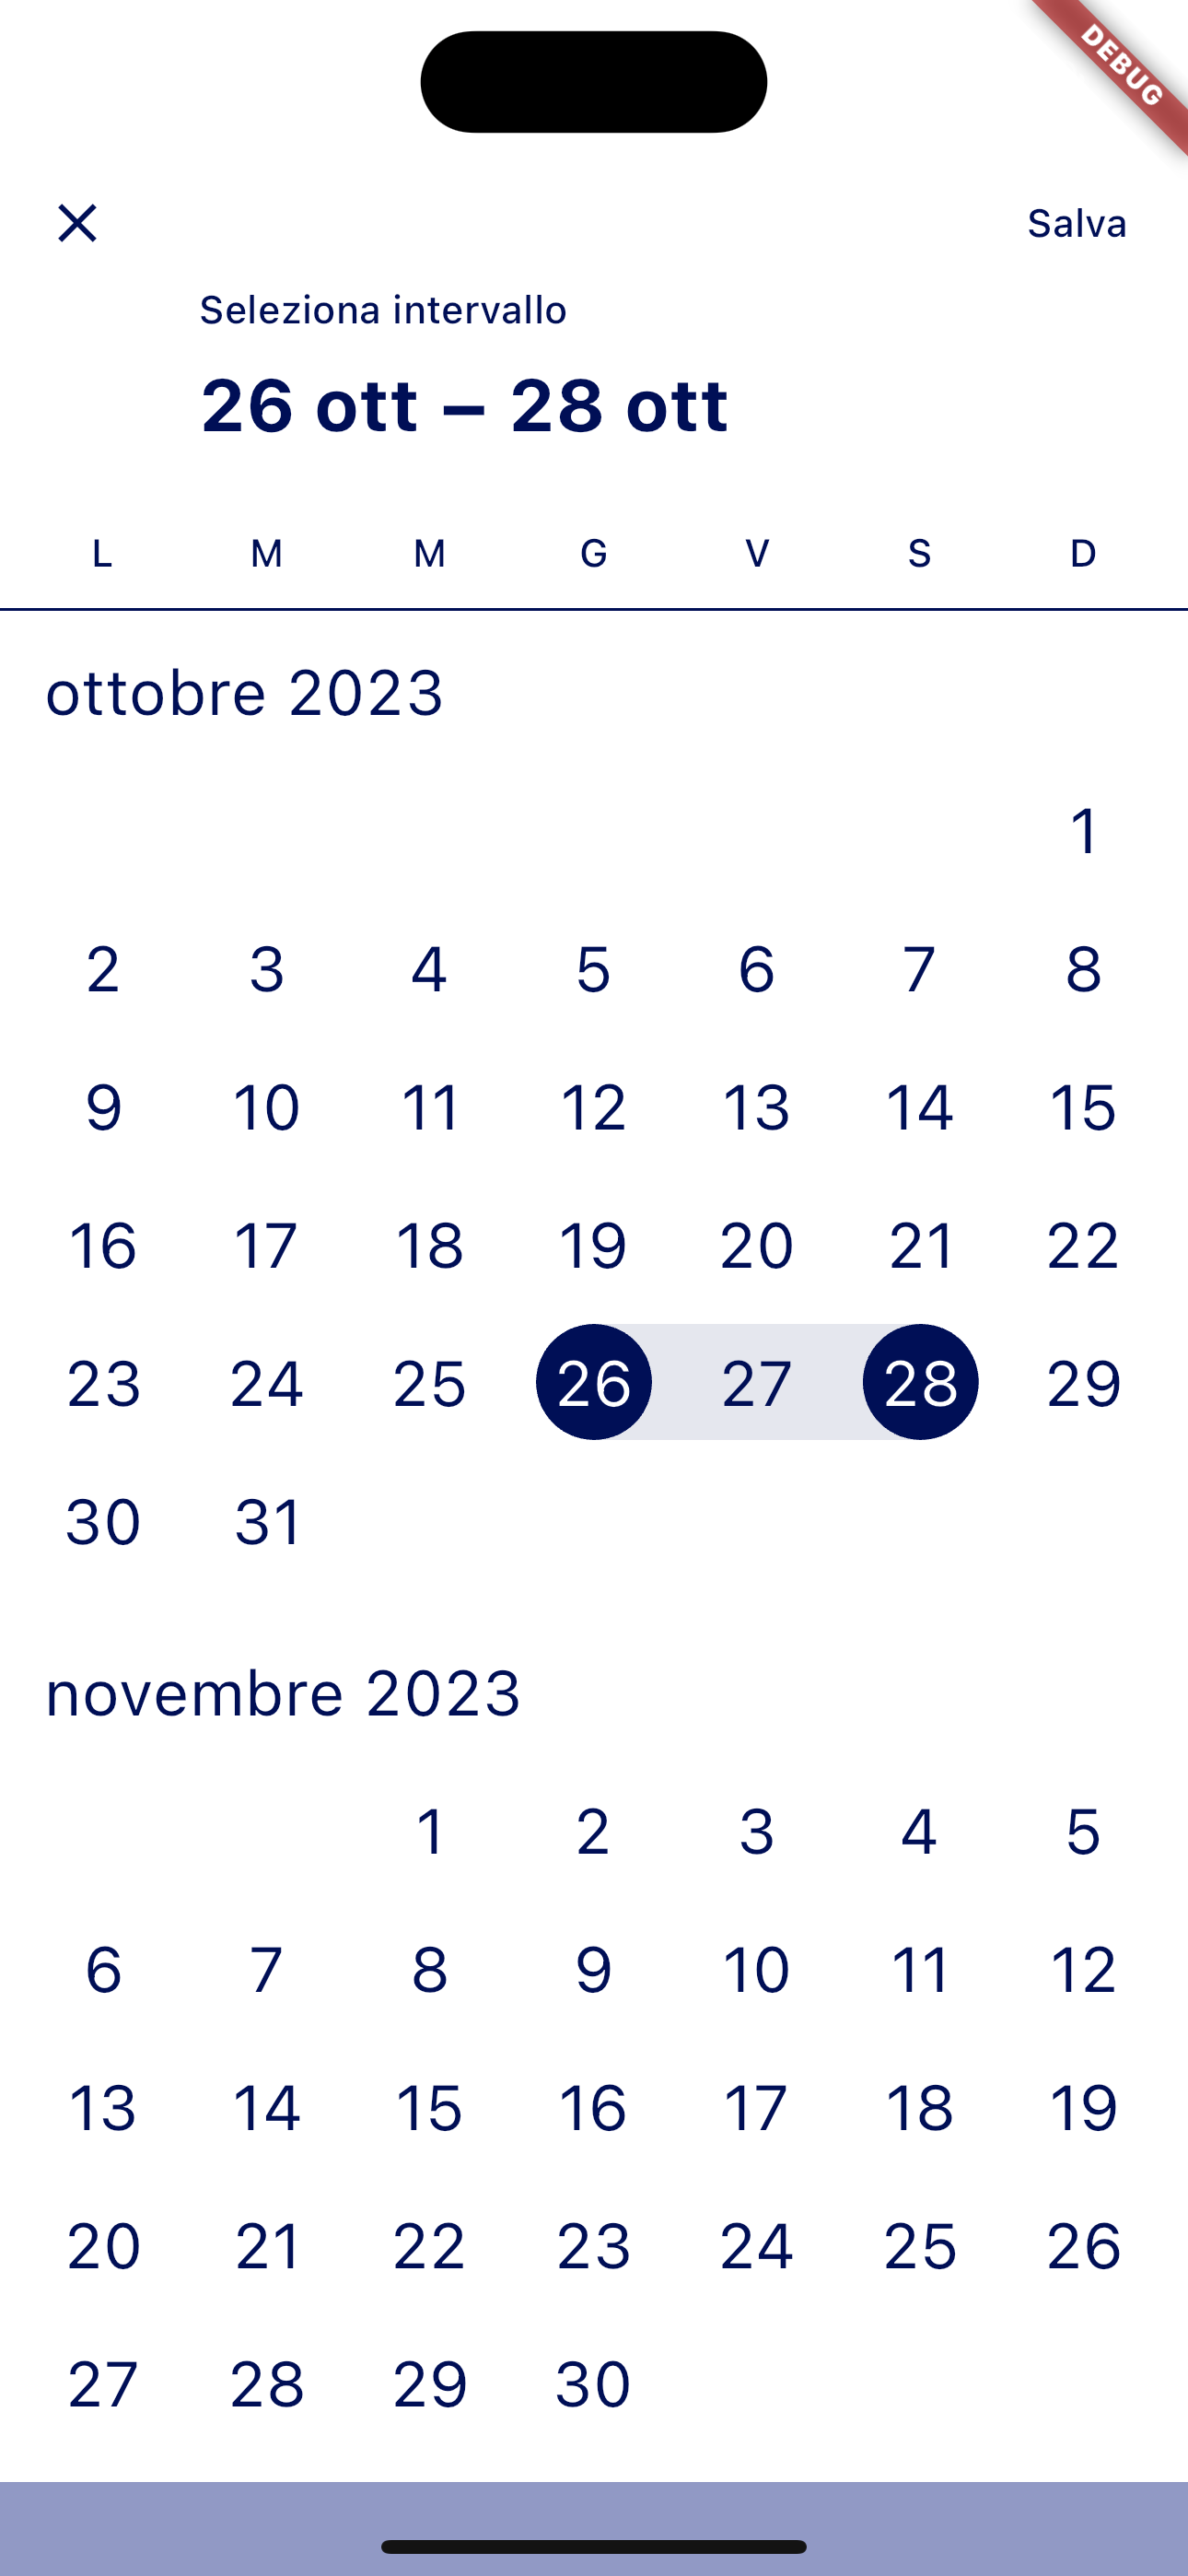 DEBUG
Salva
Seleziona intervallo
26 ott – 28 ott
L M M G V S D
ottobre 2023
1
2 3 4 5 6 7 8
9 10 11 12 13 14 15
16 17 18 19 20 21 22
23 24 25 26 27 28 29
30 31
novembre 2023
1 2 3 4 5
6 7 8 9 10 11 12
13 14 15 16 17 18 19
20 21 22 23 24 25 26
27 28 29 30